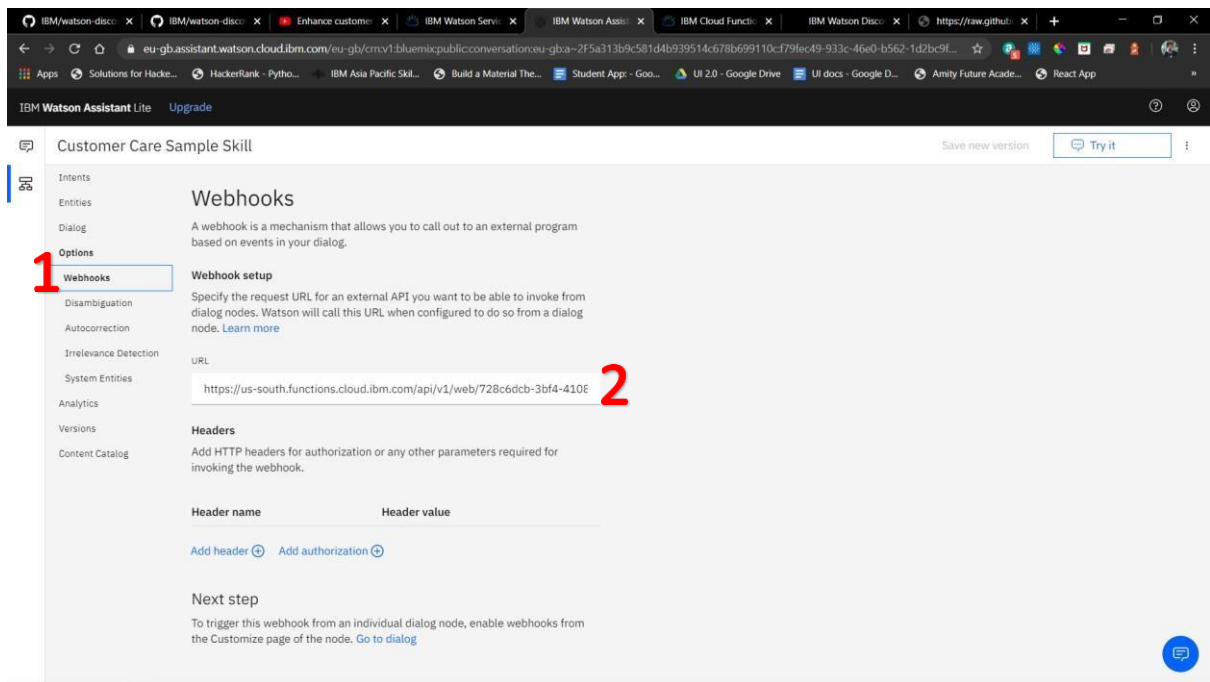 IBM/watson-disco
IBM/watson-disco
Enhance customer
IBM Watson Servic
IBM Watson Assist
IBM Cloud Functio
IBM Watson Disco
https://raw.github
eu-gb.assistant.watson.cloud.ibm.com/eu-gb/crn:v1:bluemix:public:conversation:eu-gb:a~2F5a313b9c581d4b939514c678b699110c:f79fec49-933c-46e0-b562-1d2bc9f...
Apps
Solutions for Hacke...
HackerRank - Pytho...
IBM Asia Pacific Skil...
Build a Material The...
Student App: - Goo...
UI 2.0 - Google Drive
UI docs - Google D...
Amity Future Acade...
React App
»
IBM Watson Assistant Lite Upgrade
Customer Care Sample Skill
Save new version
Try it
Intents
Entities
Dialog
Options
1
Webhooks
Disambiguation
Autocorrection
Irrelevance Detection
System Entities
Analytics
Versions
Content Catalog
Webhooks
A webhook is a mechanism that allows you to call out to an external program
based on events in your dialog.
Webhook setup
Specify the request URL for an external API you want to be able to invoke from
dialog nodes. Watson will call this URL when configured to do so from a dialog
node. Learn more
URL
https://us-south.functions.cloud.ibm.com/api/v1/web/728c6dcb-3bf4-4108
2
Headers
Add HTTP headers for authorization or any other parameters required for
invoking the webhook.
Header name Header value
Add header Add authorization
Next step
To trigger this webhook from an individual dialog node, enable webhooks from
the Customize page of the node. Go to dialog